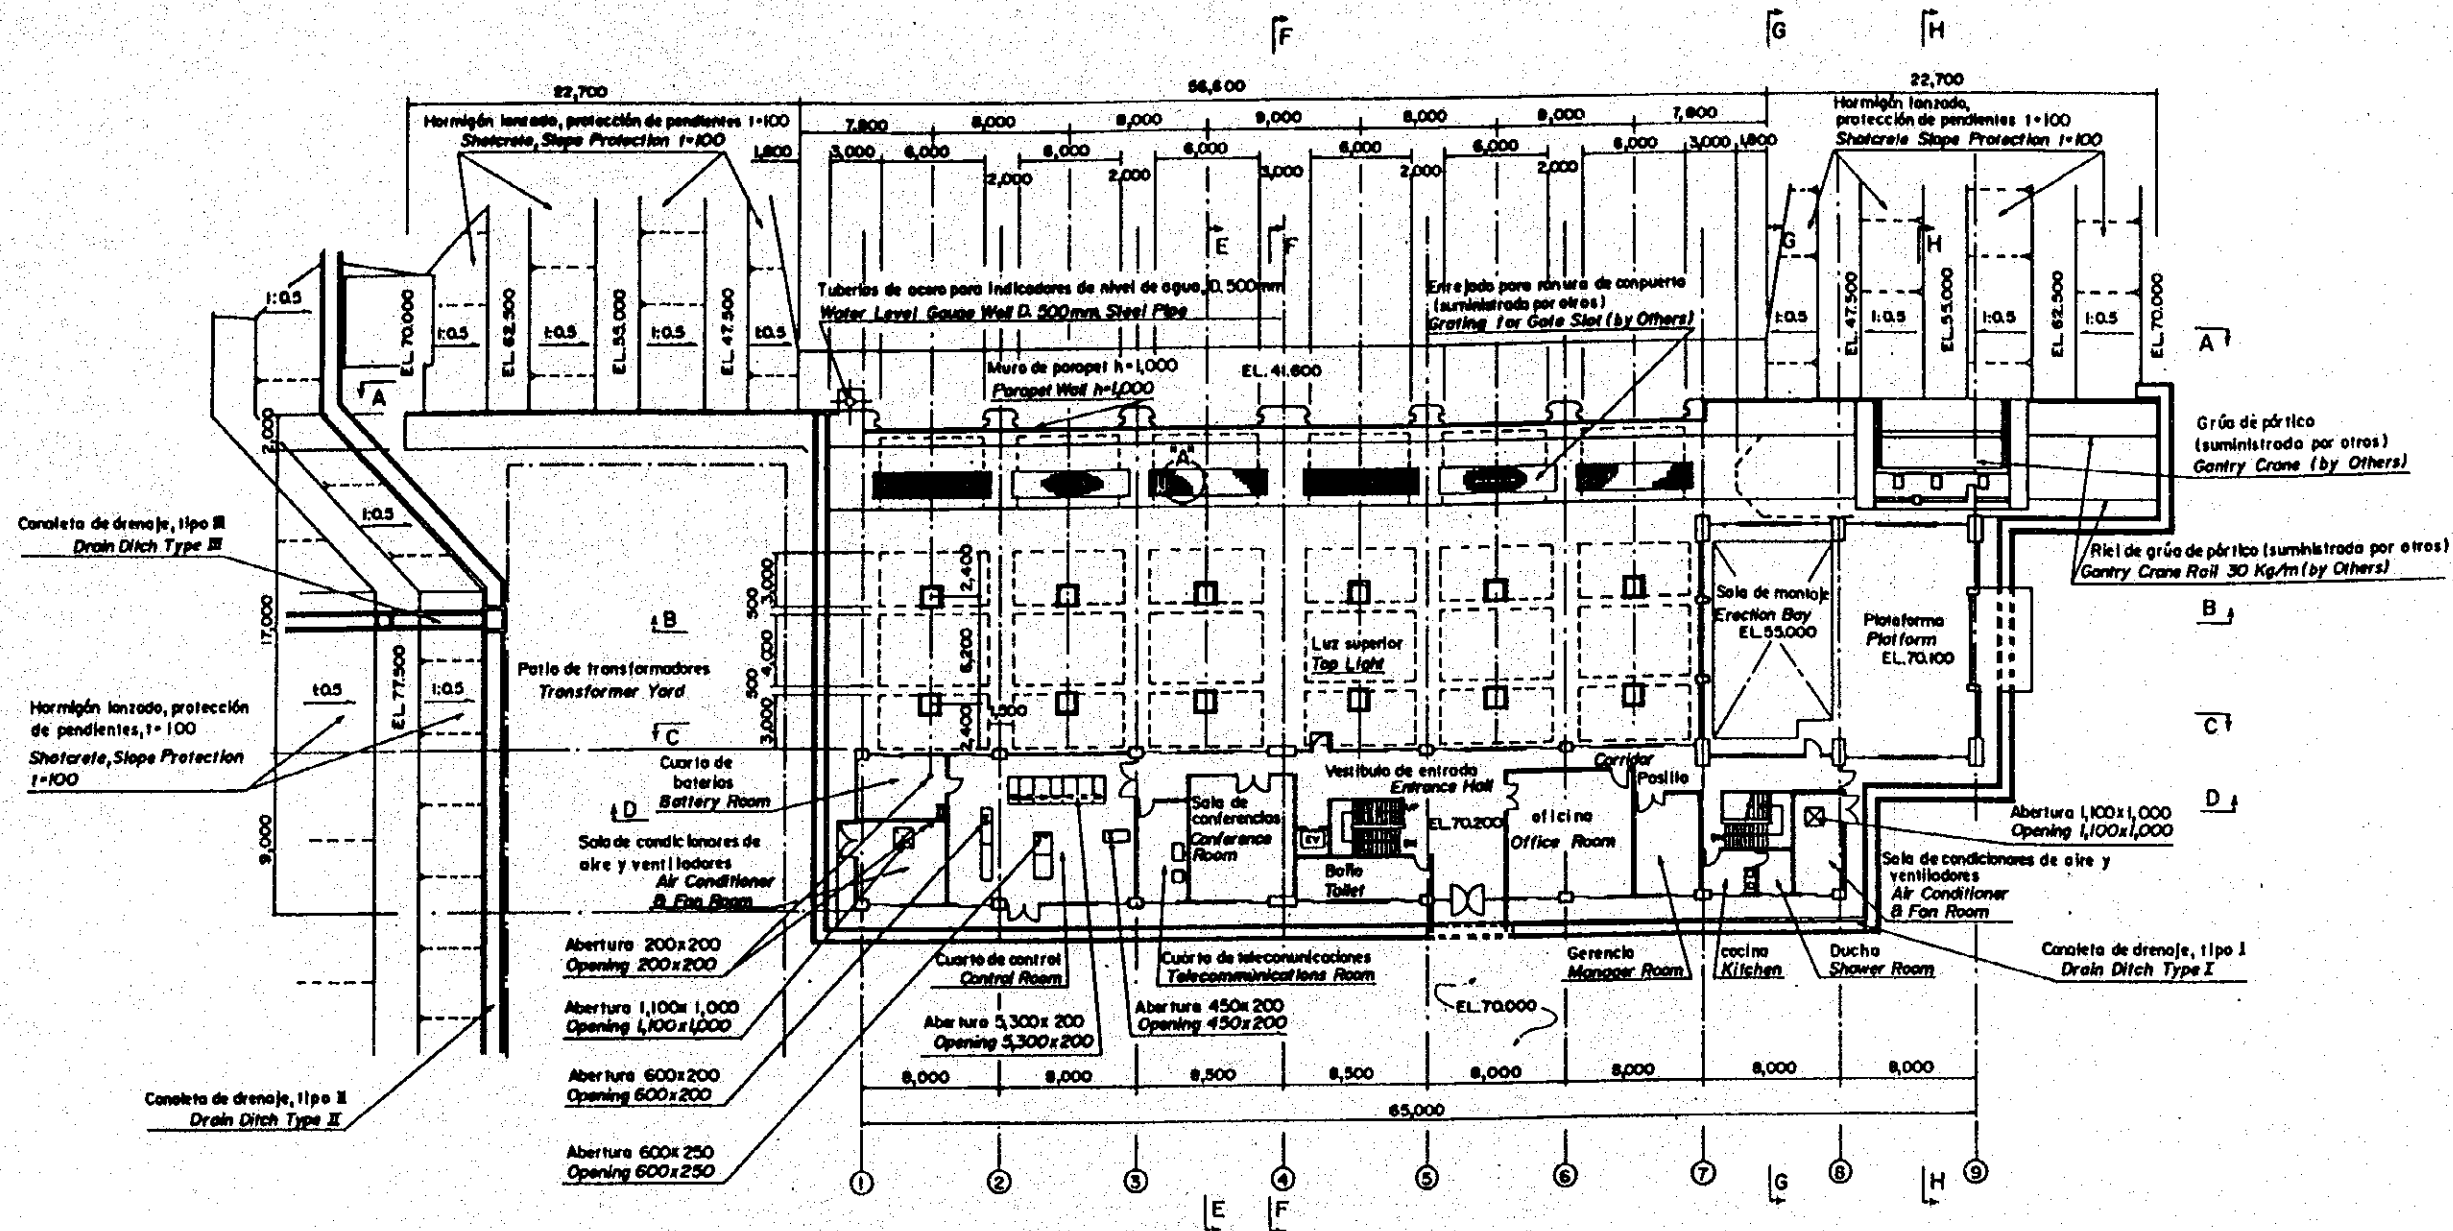 F
G
H
22,700
56,600
22,700
Hormigón lanzado, protección de pendientes t=100
Shotcrete, Slope Protection t=100
Hormigón lanzado,
protección de pendientes t=100
Shotcrete Slope Protection t=100
7,800
8,000
8,000
9,000
8,000
8,000
7,800
1,800
3,000
6,000
6,000
6,000
6,000
6,000
6,000
3,000
1,800
2,000
2,000
3,000
2,000
2,000
E
F
G
H
Tuberías de acero para indicadores de nivel de agua, D. 500mm
Water Level Gauge Well D. 500mm, Steel Pipe
Enrejado para ranura de conpuerta
(suministrada por otros)
Grating for Gate Slot (by Others)
1:0.5
EL. 70.000
1:0.5
EL. 62.500
1:0.5
EL. 55.000
1:0.5
EL. 47.500
1:0.5
1:0.5
EL. 47.500
1:0.5
EL. 55.000
1:0.5
EL. 62.500
1:0.5
EL. 70.000
A
A
Muro de parapet h=1,000
Parapet Wall h=1,000
EL. 41.600
2,000
"A"
Grúa de pórtico
(suministrada por otros)
Gantry Crane (by Others)
Canaleta de drenaje, tipo III
Drain Ditch Type III
1:0.5
Riel de grúa de pórtico (suministrada por otros)
Gantry Crane Rail 30 Kg/m (by Others)
17,000
500
3,000
2,400
Sala de montaje
Erection Bay
EL. 55.000
B
B
Plataforma
Platform
EL. 70.100
Patio de transformadores
Transformer Yard
500
4,000
6,200
Luz superior
Top Light
1:0.5
EL. 77.500
1:0.5
Hormigón lanzado, protección
de pendientes, t=100
Shotcrete, Slope Protection
t=100
3,000
2,400
1,500
C
C
Cuarto de
baterías
Battery Room
Vestíbulo de entrada
Entrance Hall
Corridor
Pasillo
D
D
9,000
Sala de
conferencias
Conference
Room
EV
UP
EL. 70.200
oficina
Office Room
Abertura 1,100x1,000
Opening 1,100x1,000
Sala de condicionares de
aire y ventiladores
Air Conditioner
& Fan Room
Baño
Toilet
Sala de condicionares de aire y
ventiladores
Air Conditioner
& Fan Room
Abertura 200x200
Opening 200x200
Cuarto de control
Control Room
Cuarto de telecomunicaciones
Telecommunications Room
Gerencia
Manager Room
cocina
Kitchen
Ducha
Shower Room
Canaleta de drenaje, tipo I
Drain Ditch Type I
Abertura 1,100x1,000
Opening 1,100x1,000
Abertura 5,300x200
Opening 5,300x200
Abertura 450x200
Opening 450x200
EL. 70.000
Abertura 600x200
Opening 600x200
8,000
8,000
8,500
8,500
8,000
8,000
8,000
8,000
Canaleta de drenaje, tipo II
Drain Ditch Type II
65,000
Abertura 600x250
Opening 600x250
1
2
3
4
5
6
7
8
9
E
F
G
H